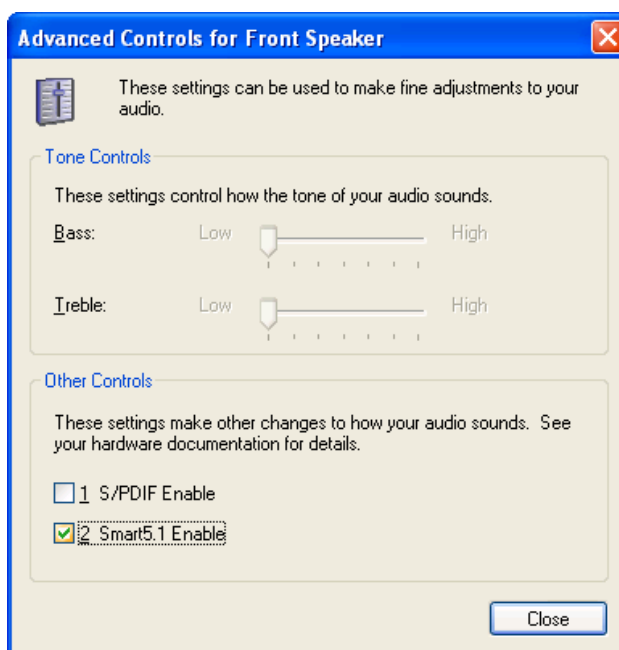 Advanced Controls for Front Speaker
These settings can be used to make fine adjustments to your
audio.
Tone Controls
These settings control how the tone of your audio sounds.
Bass: Low High
Treble: Low High
Other Controls
These settings make other changes to how your audio sounds. See
your hardware documentation for details.
1 S/PDIF Enable
2 Smart5.1 Enable
Close